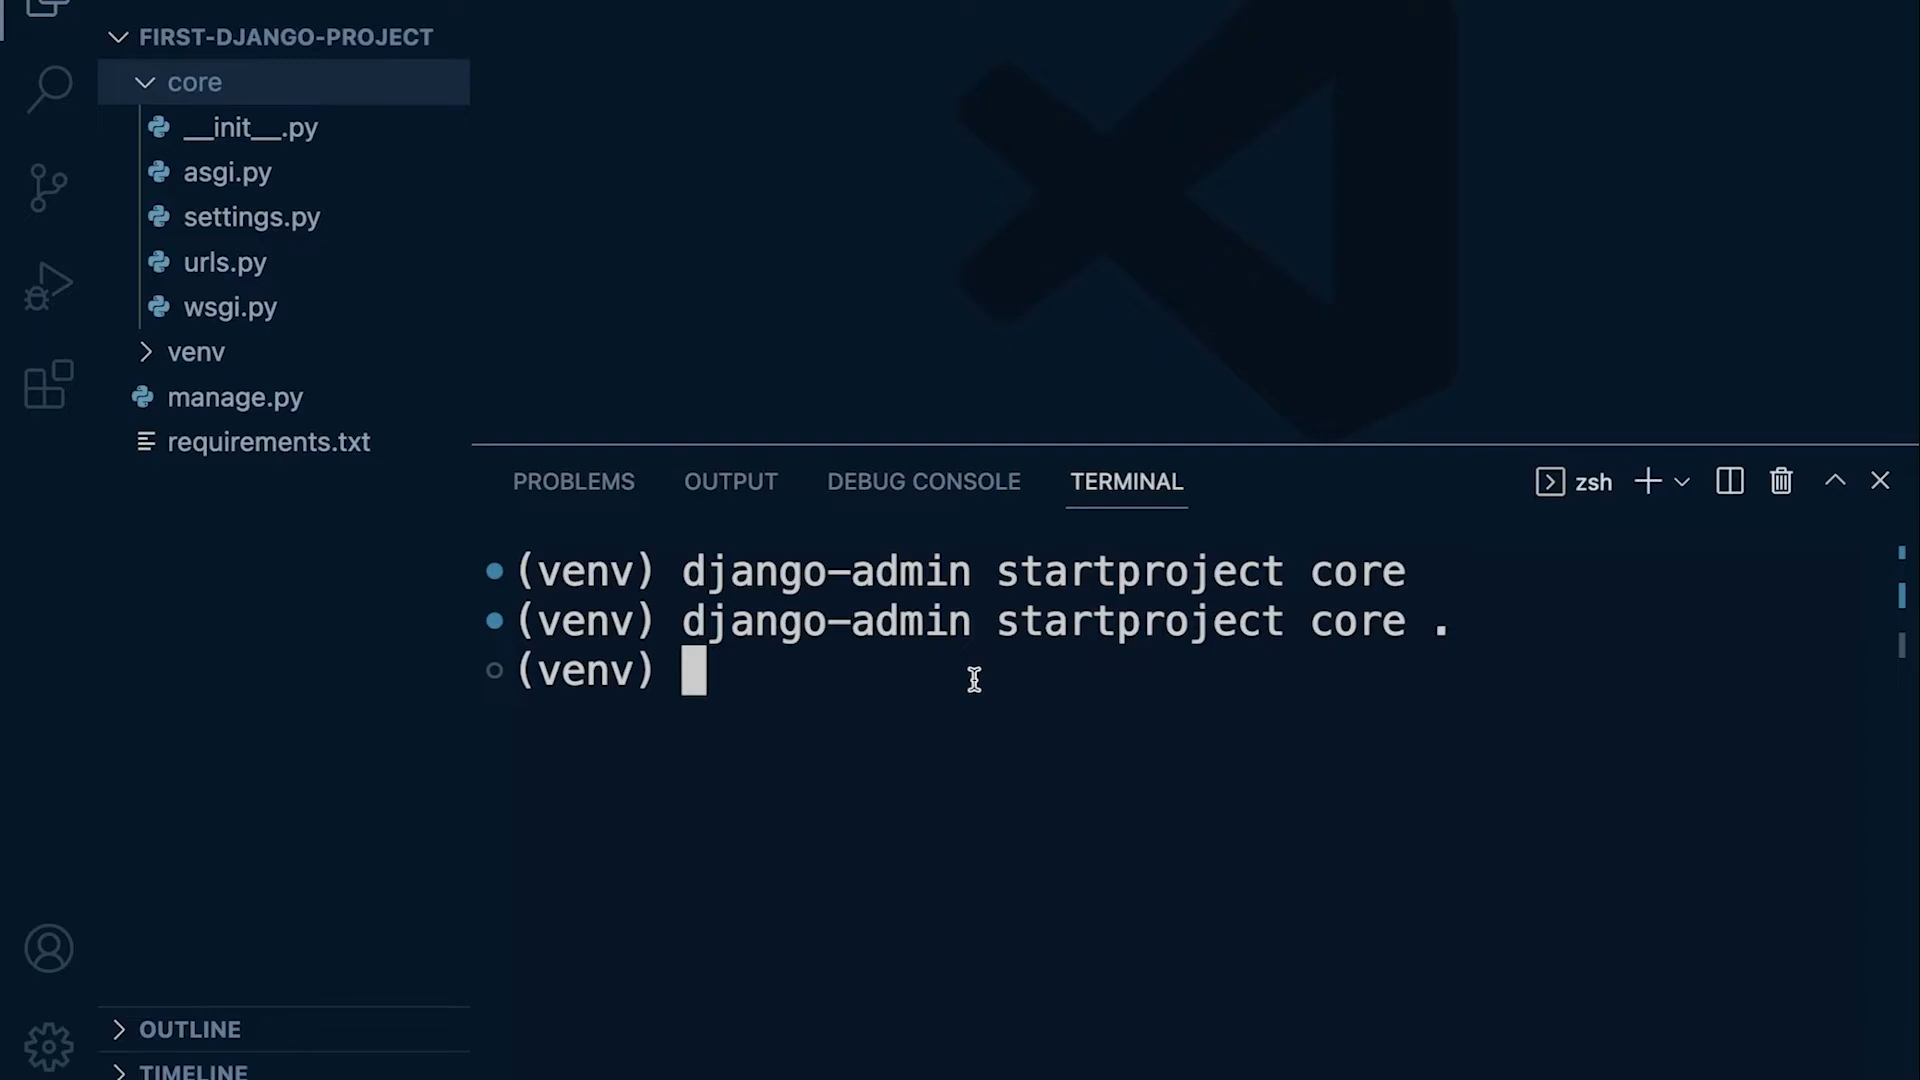 FIRST-DJANGO-PROJECT
core
__init__.py
asgi.py
settings.py
urls.py
wsgi.py
venv
manage.py
requirements.txt
PROBLEMS OUTPUT DEBUG CONSOLE TERMINAL zsh
(venv) django-admin startproject core
(venv) django-admin startproject core .
(venv)
OUTLINE
TIMELINE